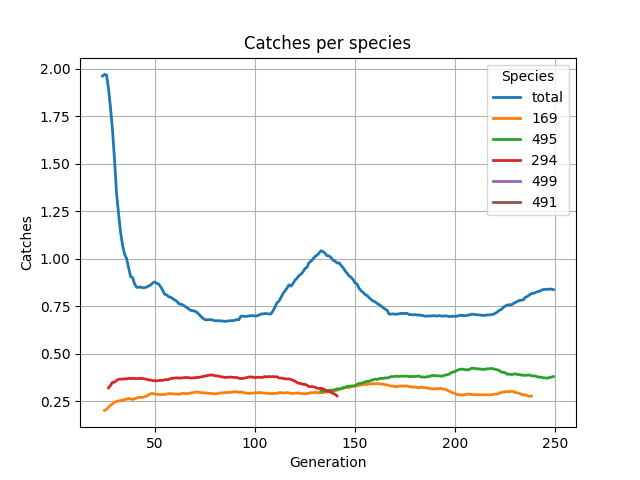 Catches per species
Catches
2.00
1.75
1.50
1.25
1.00
0.75
0.50
0.25
Species
total
169
495
294
499
491
50 100 150 200 250
Generation